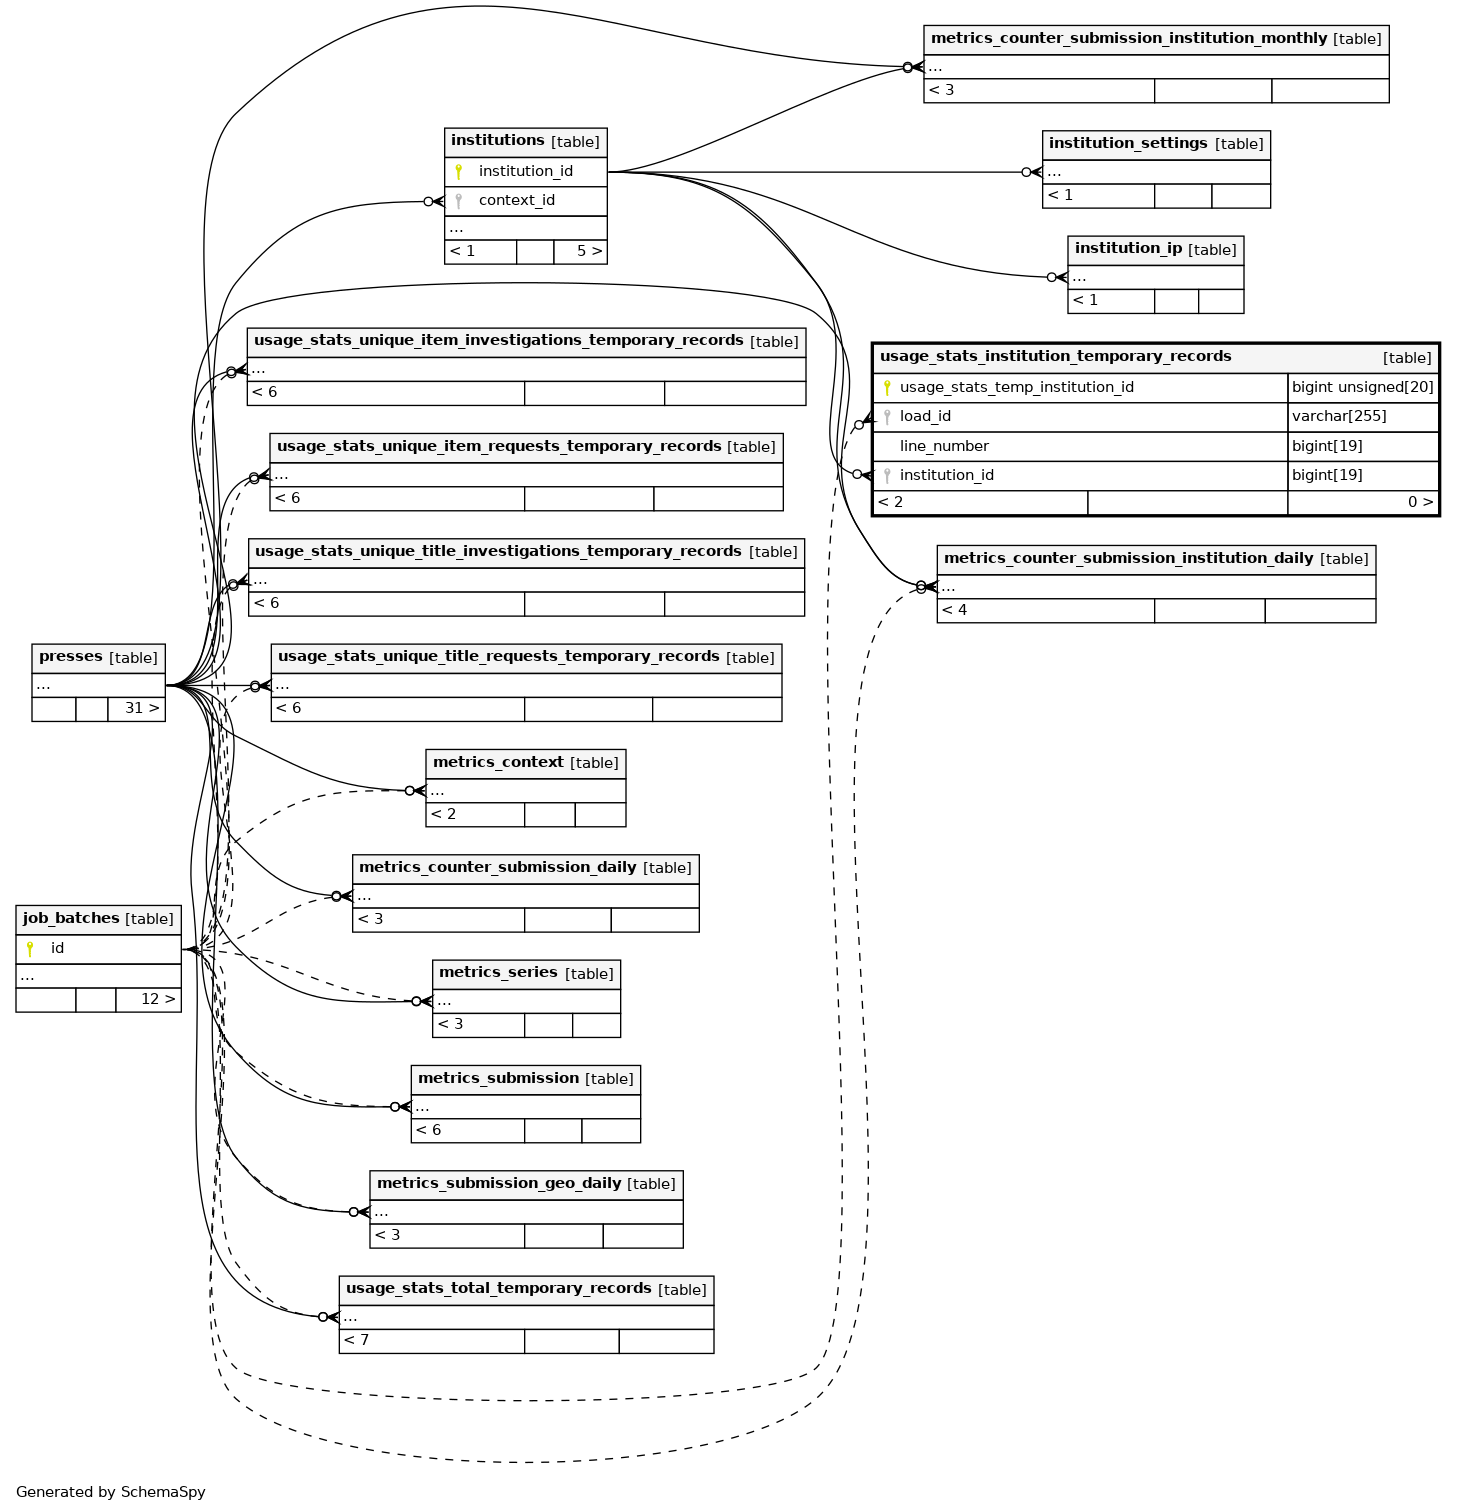 metrics_counter_submission_institution_monthly [table]
...
< 3
institutions [table]
institution_id
context_id
...
< 1 5 >
institution_settings [table]
...
< 1
institution_ip [table]
...
< 1
usage_stats_unique_item_investigations_temporary_records [table]
...
< 6
usage_stats_institution_temporary_records [table]
usage_stats_temp_institution_id bigint unsigned[20]
load_id varchar[255]
line_number bigint[19]
institution_id bigint[19]
< 2 0 >
usage_stats_unique_item_requests_temporary_records [table]
...
< 6
usage_stats_unique_title_investigations_temporary_records [table]
...
< 6
metrics_counter_submission_institution_daily [table]
...
< 4
presses [table]
...
31 >
usage_stats_unique_title_requests_temporary_records [table]
...
< 6
metrics_context [table]
...
< 2
metrics_counter_submission_daily [table]
...
< 3
job_batches [table]
id
...
12 >
metrics_series [table]
...
< 3
metrics_submission [table]
...
< 6
metrics_submission_geo_daily [table]
...
< 3
usage_stats_total_temporary_records [table]
...
< 7
Generated by SchemaSpy